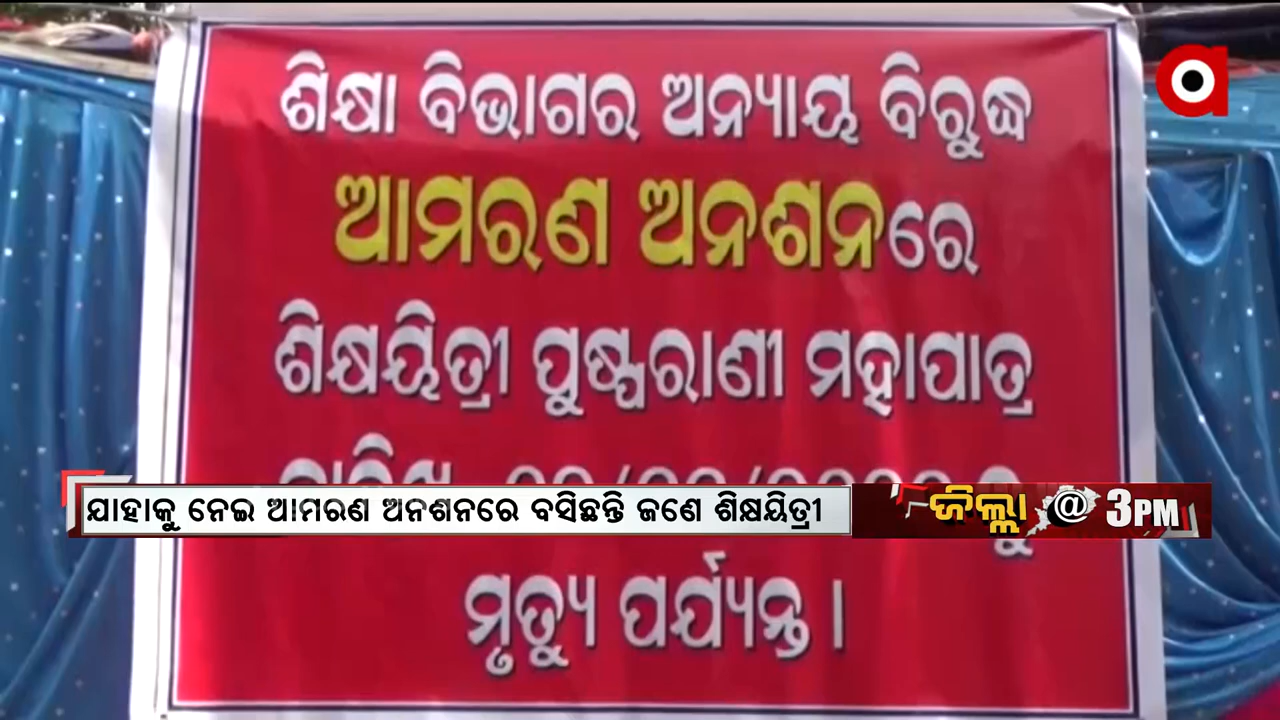 ଶିକ୍ଷା ବିଭାଗର ଅନ୍ୟାୟ ବିରୁଦ୍ଧ
ଆମରଣ ଅନଶନରେ
ଶିକ୍ଷୟିତ୍ରୀ ପୁଷ୍ପରାଣୀ ମହାପାତ୍ର
ଯାହାକୁ ନେଇ ଆମରଣ ଅନଶନରେ ବସିଛନ୍ତି ଜଣେ ଶିକ୍ଷୟିତ୍ରୀ
ଜିଲ୍ଲା @ 3PM
ମୃତ୍ୟୁ ପର୍ଯ୍ୟନ୍ତ ।